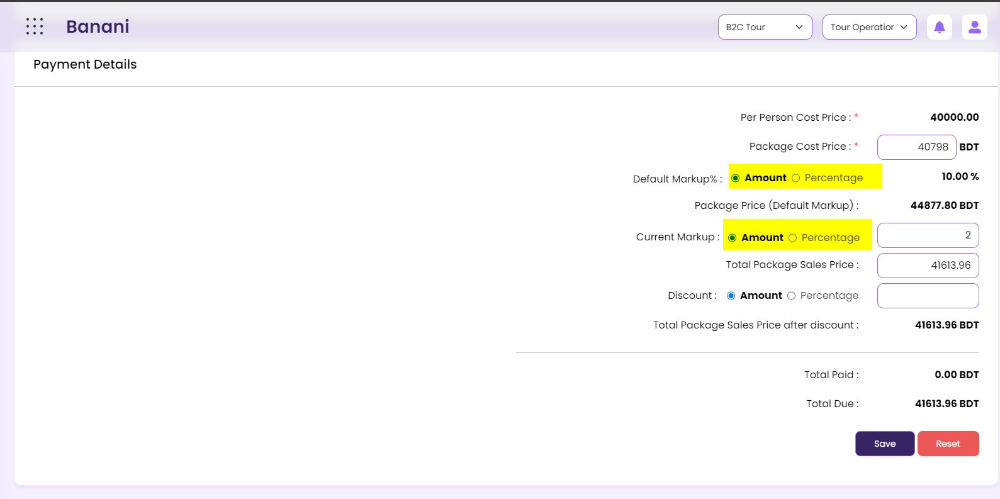 Banani B2C Tour Tour Operation
Payment Details
Per Person Cost Price : * 40000.00
Package Cost Price : * 40798 BDT
Default Markup% : Amount Percentage 10.00 %
Package Price (Default Markup) : 44877.80 BDT
Current Markup : Amount Percentage 2
Total Package Sales Price : 41613.96
Discount : Amount Percentage
Total Package Sales Price after discount : 41613.96 BDT
Total Paid : 0.00 BDT
Total Due : 41613.96 BDT
Save Reset